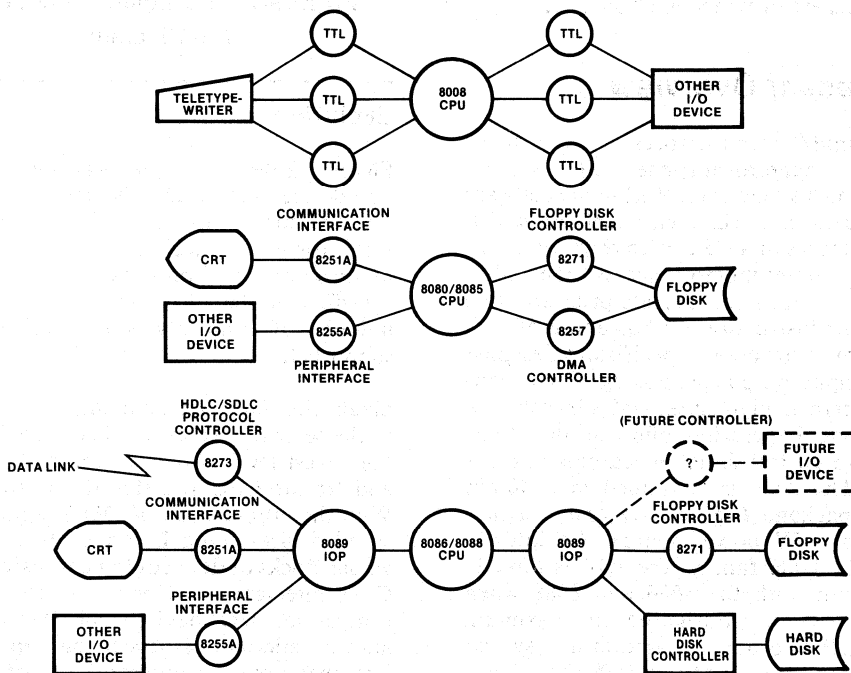 TTL
TTL
TELETYPE-
WRITER
TTL
8008
CPU
TTL
OTHER
I/O
DEVICE
TTL
TTL
COMMUNICATION
INTERFACE
FLOPPY DISK
CONTROLLER
CRT
8251A
8271
8080/8085
CPU
FLOPPY
DISK
OTHER
I/O
DEVICE
8255A
8257
PERIPHERAL
INTERFACE
DMA
CONTROLLER
HDLC/SDLC
PROTOCOL
CONTROLLER
(FUTURE CONTROLLER)
DATA LINK
8273
?
FUTURE
I/O
DEVICE
COMMUNICATION
INTERFACE
FLOPPY DISK
CONTROLLER
CRT
8251A
8089
IOP
8086/8088
CPU
8089
IOP
8271
FLOPPY
DISK
PERIPHERAL
INTERFACE
OTHER
I/O
DEVICE
8255A
HARD
DISK
CONTROLLER
HARD
DISK